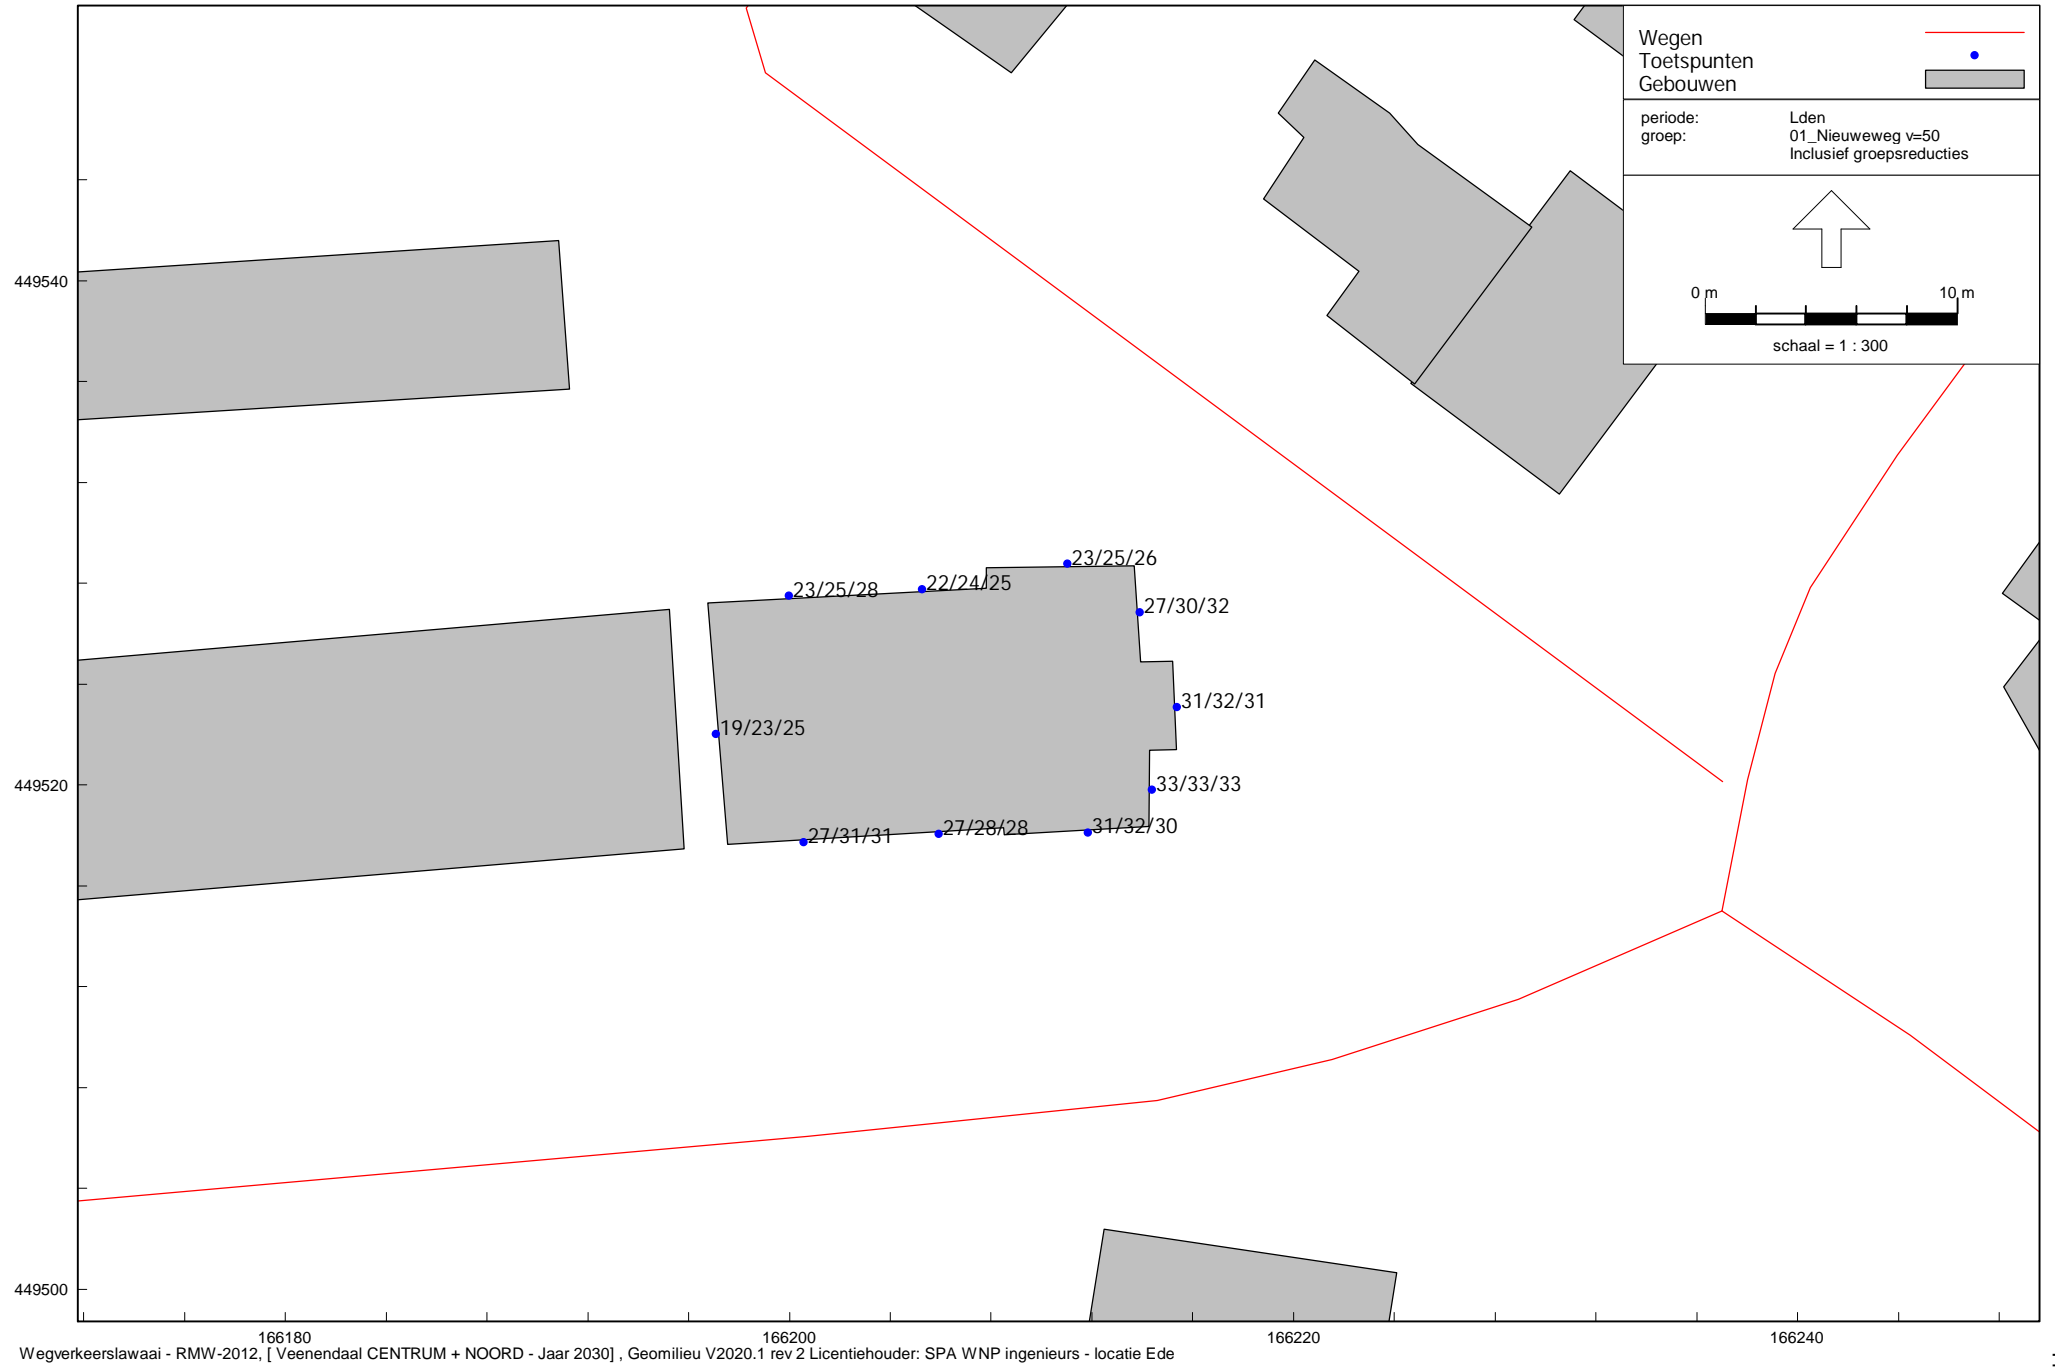 Wegen
Toetspunten
Gebouwen
periode: Lden
groep: 01_Nieuweweg v=50
Inclusief groepsreducties
0 m 10 m
schaal = 1 : 300
449540
23/25/26
23/25/28
22/24/25
27/30/32
31/32/31
19/23/25
449520
33/33/33
27/31/31
27/28/28
31/32/30
449500
166180 166200 166220 166240
Wegverkeerslawaai - RMW-2012, [ Veenendaal CENTRUM + NOORD - Jaar 2030] , Geomilieu V2020.1 rev 2 Licentiehouder: SPA WNP ingenieurs - locatie Ede